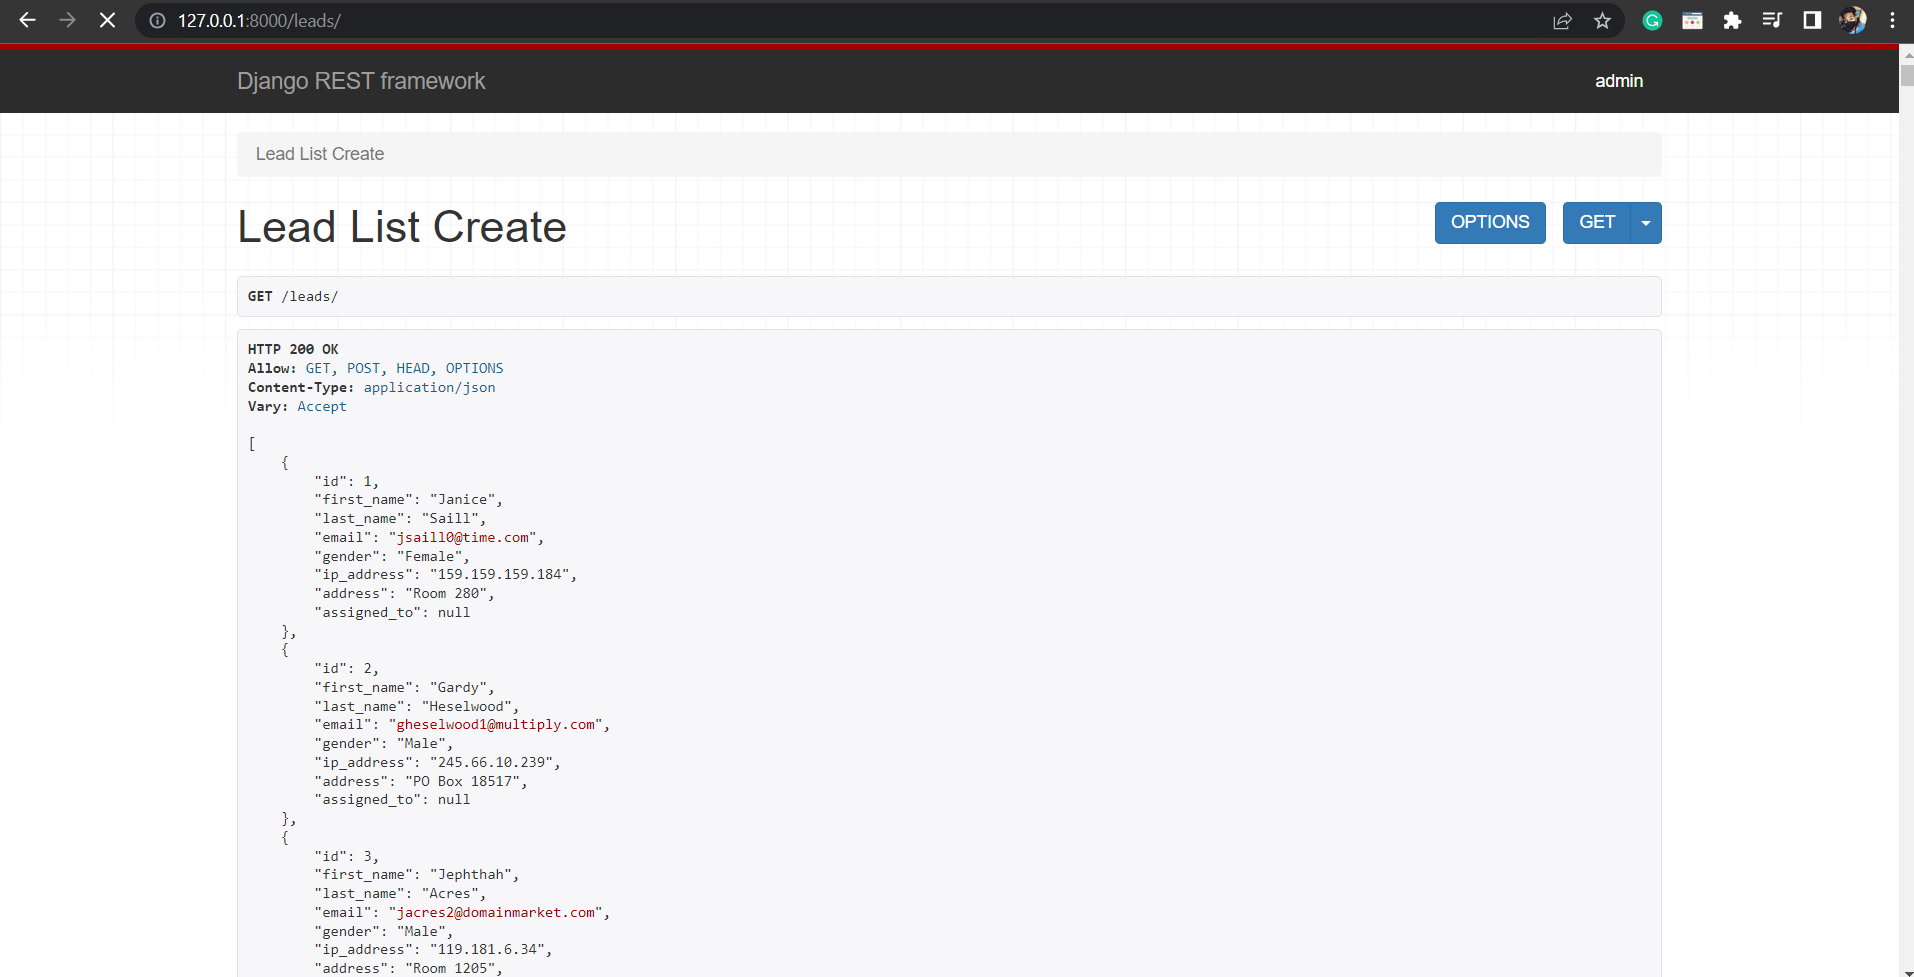 127.0.0.1:8000/leads/
Django REST framework
admin
Lead List Create
Lead List Create
OPTIONS
GET
GET /leads/
HTTP 200 OK
Allow: GET, POST, HEAD, OPTIONS
Content-Type: application/json
Vary: Accept
[
    {
        "id": 1,
        "first_name": "Janice",
        "last_name": "Saill",
        "email": "jsaill0@time.com",
        "gender": "Female",
        "ip_address": "159.159.159.184",
        "address": "Room 280",
        "assigned_to": null
    },
    {
        "id": 2,
        "first_name": "Gardy",
        "last_name": "Heselwood",
        "email": "gheselwood1@multiply.com",
        "gender": "Male",
        "ip_address": "245.66.10.239",
        "address": "PO Box 18517",
        "assigned_to": null
    },
    {
        "id": 3,
        "first_name": "Jephthah",
        "last_name": "Acres",
        "email": "jacres2@domainmarket.com",
        "gender": "Male",
        "ip_address": "119.181.6.34",
        "address": "Room 1205",